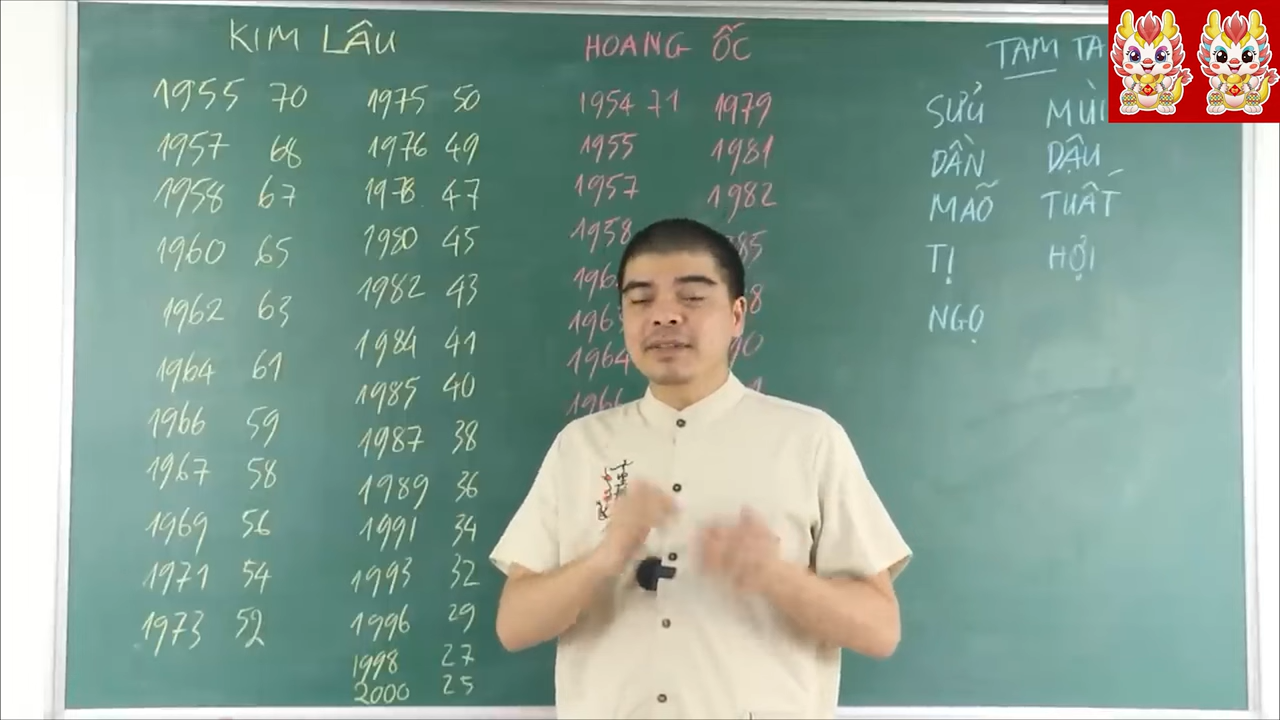 KIM LÂU
1955 70
1957 68
1958 67
1960 65
1962 63
1964 61
1966 59
1967 58
1969 56
1971 54
1973 52
1975 50
1976 49
1978 47
1980 45
1982 43
1984 41
1985 40
1987 38
1989 36
1991 34
1993 32
1996 29
1998 27
2000 25
HOANG ỐC
1954 71
1955
1957
1958
1964
1966
1979
1981
1982
TAM TA
SỬU
DẦN
MÃO
TỊ
NGỌ
MÙI
DẬU
TUẤT
HỢI